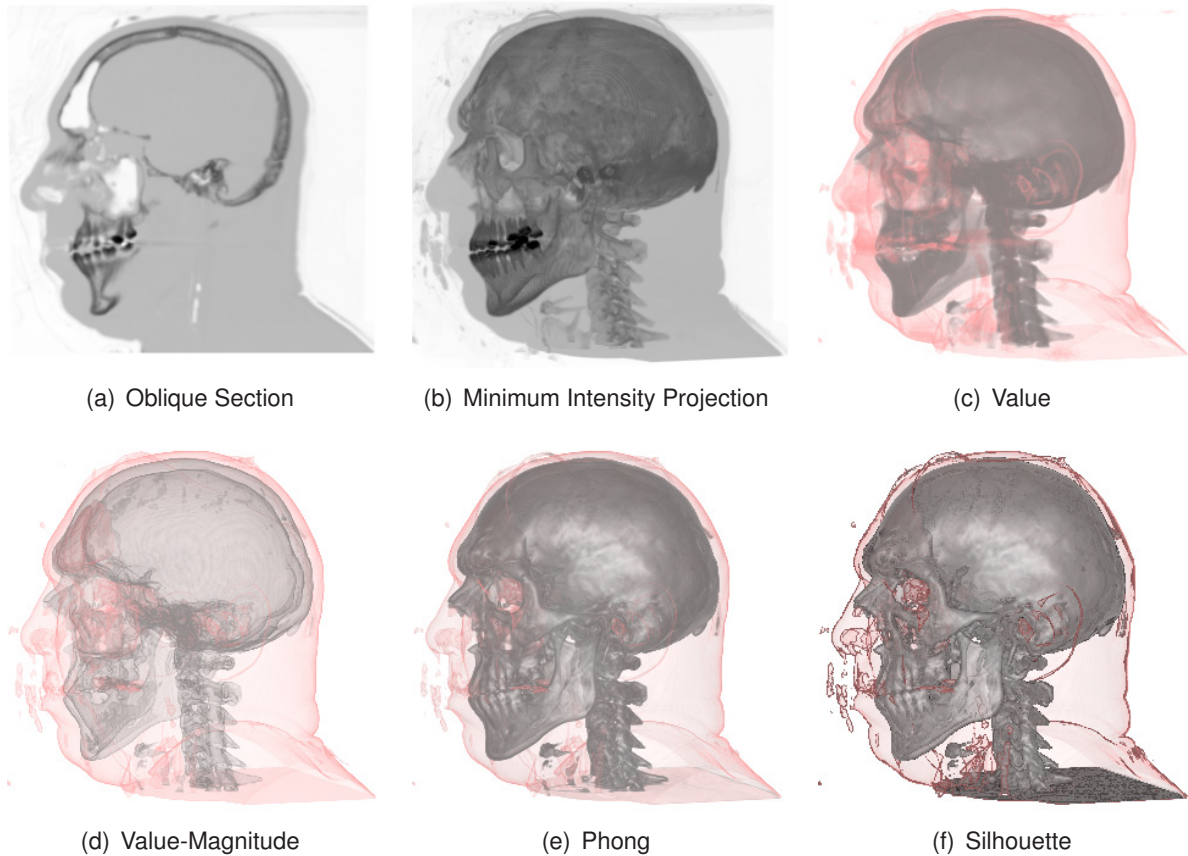 (a) Oblique Section
(b) Minimum Intensity Projection
(c) Value
(d) Value-Magnitude
(e) Phong
(f) Silhouette